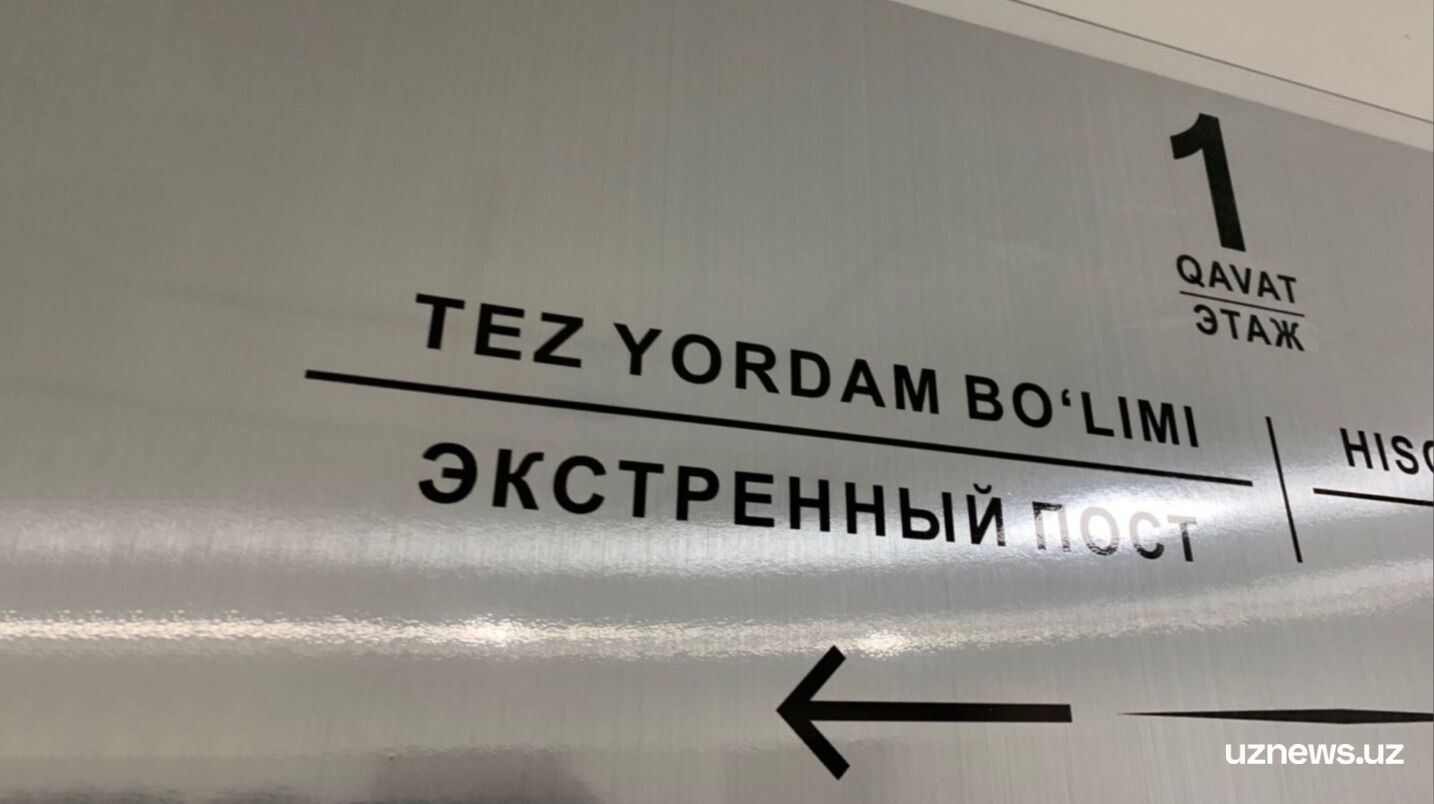 1
QAVAT
ЭТАЖ
TEZ YORDAM BO‘LIMI
ЭКСТРЕННЫЙ ПОСТ
uznews.uz